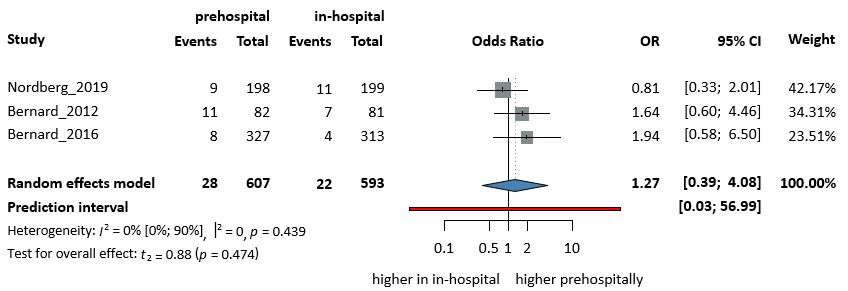 prehospital in-hospital
Study Events Total Events Total Odds Ratio OR 95% CI Weight
Nordberg_2019 9 198 11 199 0.81 [0.33; 2.01] 42.17%
Bernard_2012 11 82 7 81 1.64 [0.60; 4.46] 34.31%
Bernard_2016 8 327 4 313 1.94 [0.58; 6.50] 23.51%
Random effects model 28 607 22 593 1.27 [0.39; 4.08] 100.00%
Prediction interval [0.03; 56.99]
Heterogeneity: I² = 0% [0%; 90%], |² = 0, p = 0.439
0.1 0.5 1 2 10
Test for overall effect: t₂ = 0.88 (p = 0.474)
higher in in-hospital higher prehospitally